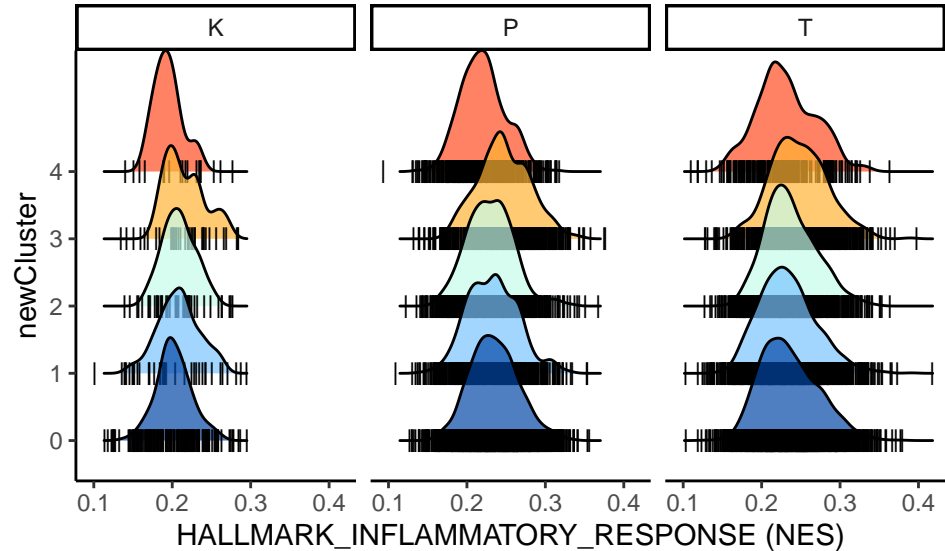 K P T
newCluster
4
3
2
1
0
0.1 0.2 0.3 0.4 0.1 0.2 0.3 0.4 0.1 0.2 0.3 0.4
HALLMARK_INFLAMMATORY_RESPONSE (NES)